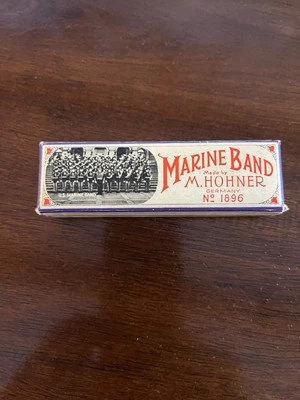 MARINE BAND
Made by
M. HOHNER
GERMANY
Nº 1896